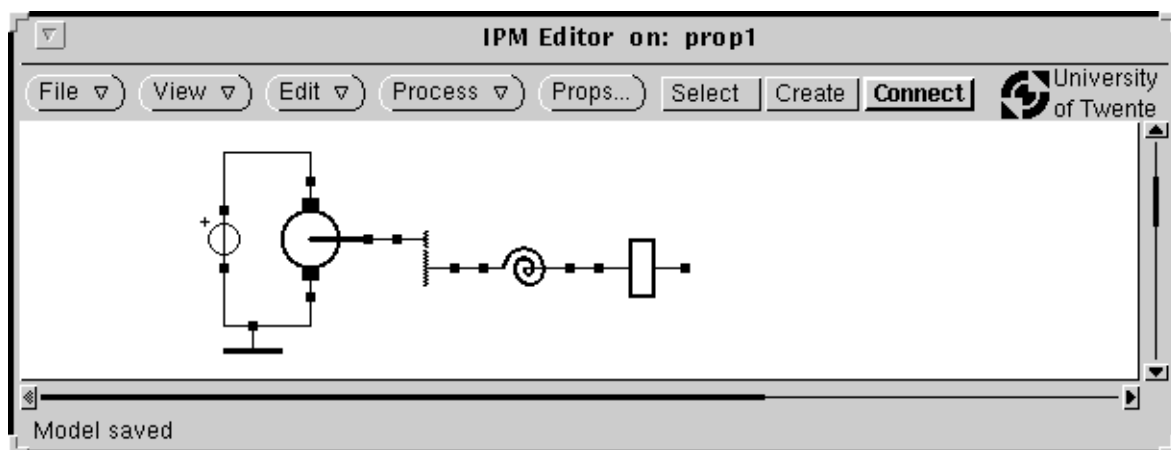 IPM Editor on: prop1
File View Edit Process Props... Select Create Connect University
of Twente
+
Model saved